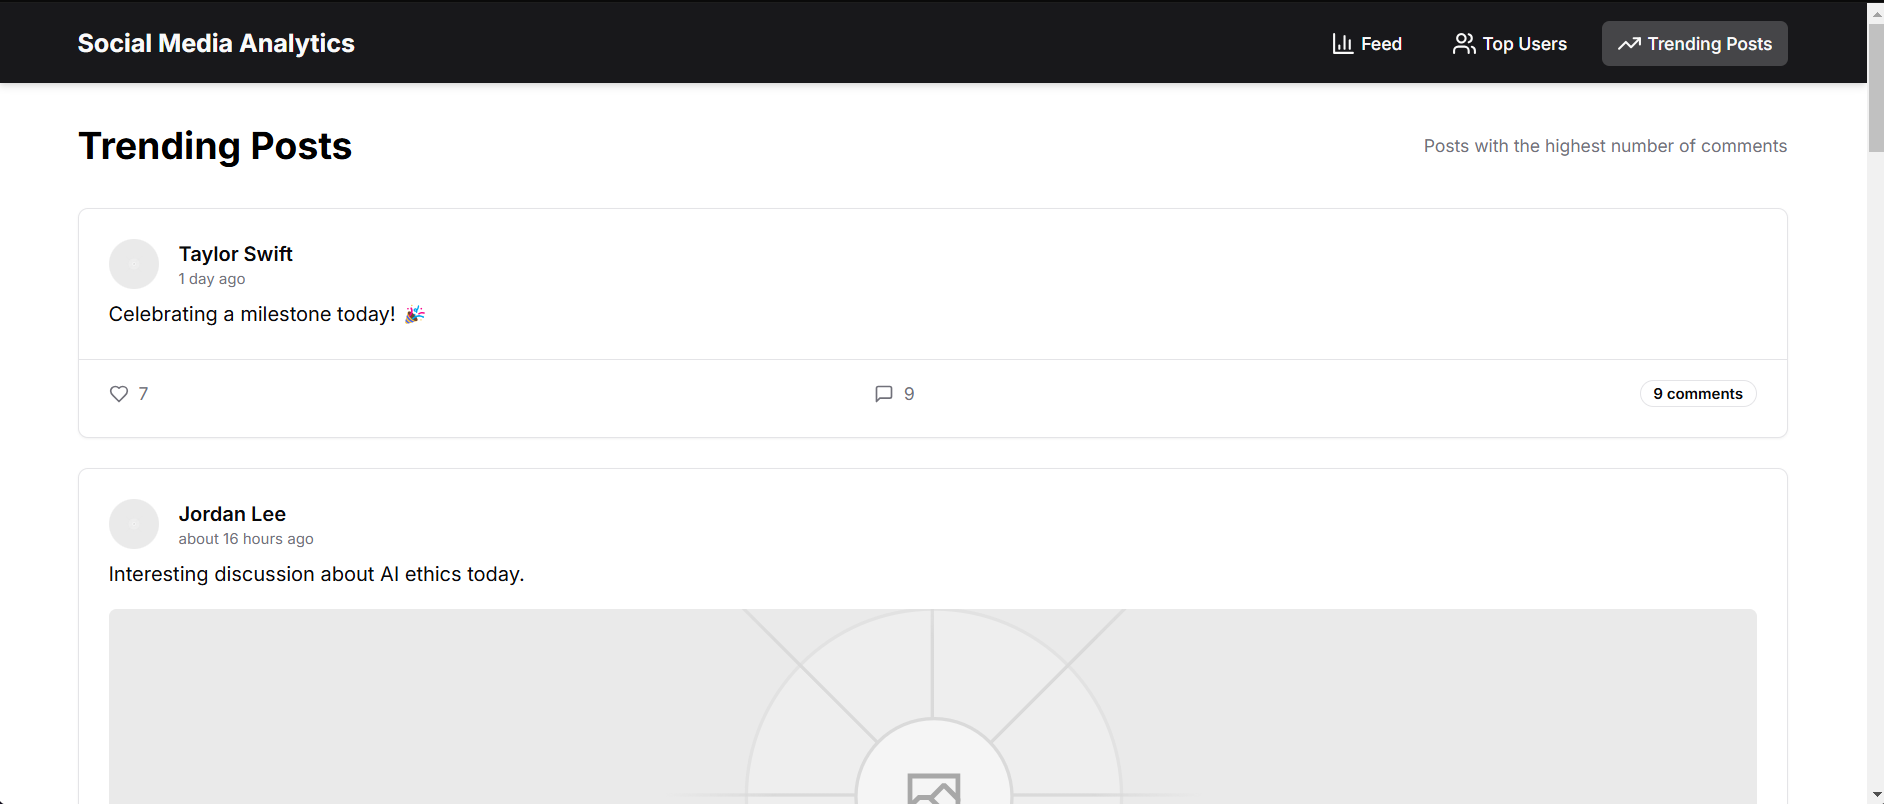 Social Media Analytics
Feed
Top Users
Trending Posts
Trending Posts
Posts with the highest number of comments
Taylor Swift
1 day ago
Celebrating a milestone today! 🎉
7
9
9 comments
Jordan Lee
about 16 hours ago
Interesting discussion about AI ethics today.